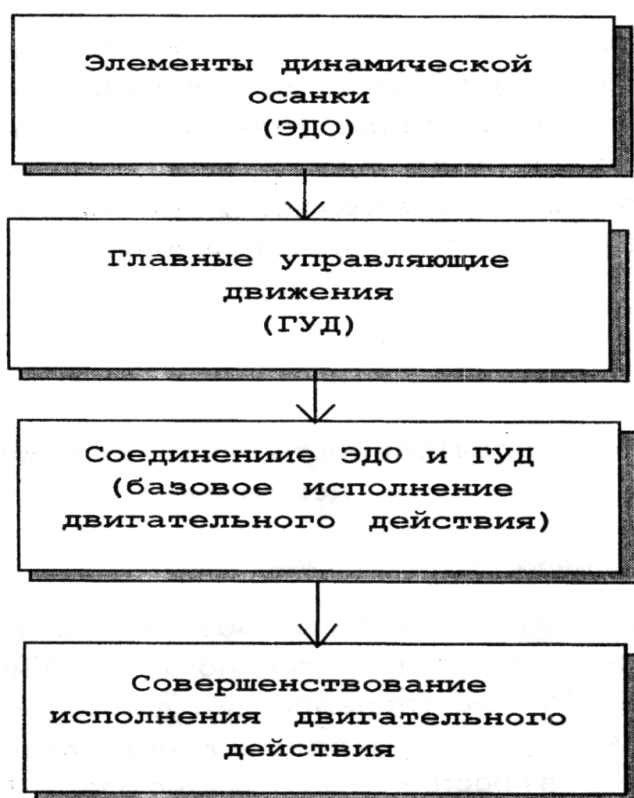 Элементы динамической
осанки
(ЭДО)
Главные управляющие
движения
(ГУД)
Соединениие ЭДО и ГУД
(базовое исполнение
двигательного действия)
Совершенствование
исполнения двигательного
действия